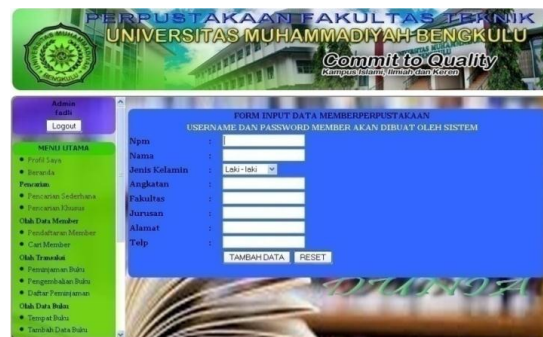 PERPUSTAKAAN FAKULTAS TEKNIK
UNIVERSITAS MUHAMMADIYAH BENGKULU
Commit to Quality
Kampus Islami, Ilmiah dan Keren
Admin
fadli
Logout
MENU UTAMA
Profil Saya
Beranda
Pencarian
Pencarian Sederhana
Pencarian Khusus
Olah Data Member
Pendaftaran Member
Cari Member
Olah Transaksi
Peminjaman Buku
Pengembalian Buku
Daftar Peminjaman
Olah Data Buku
Tempat Buku
Tambah Data Buku
FORM INPUT DATA MEMBERPERPUSTAKAAN
USERNAME DAN PASSWORD MEMBER AKAN DIBUAT OLEH SISTEM
Npm :
Nama :
Jenis Kelamin : Laki-laki
Angkatan :
Fakultas :
Jurusan :
Alamat :
Telp :
TAMBAH DATA RESET
DUNIA